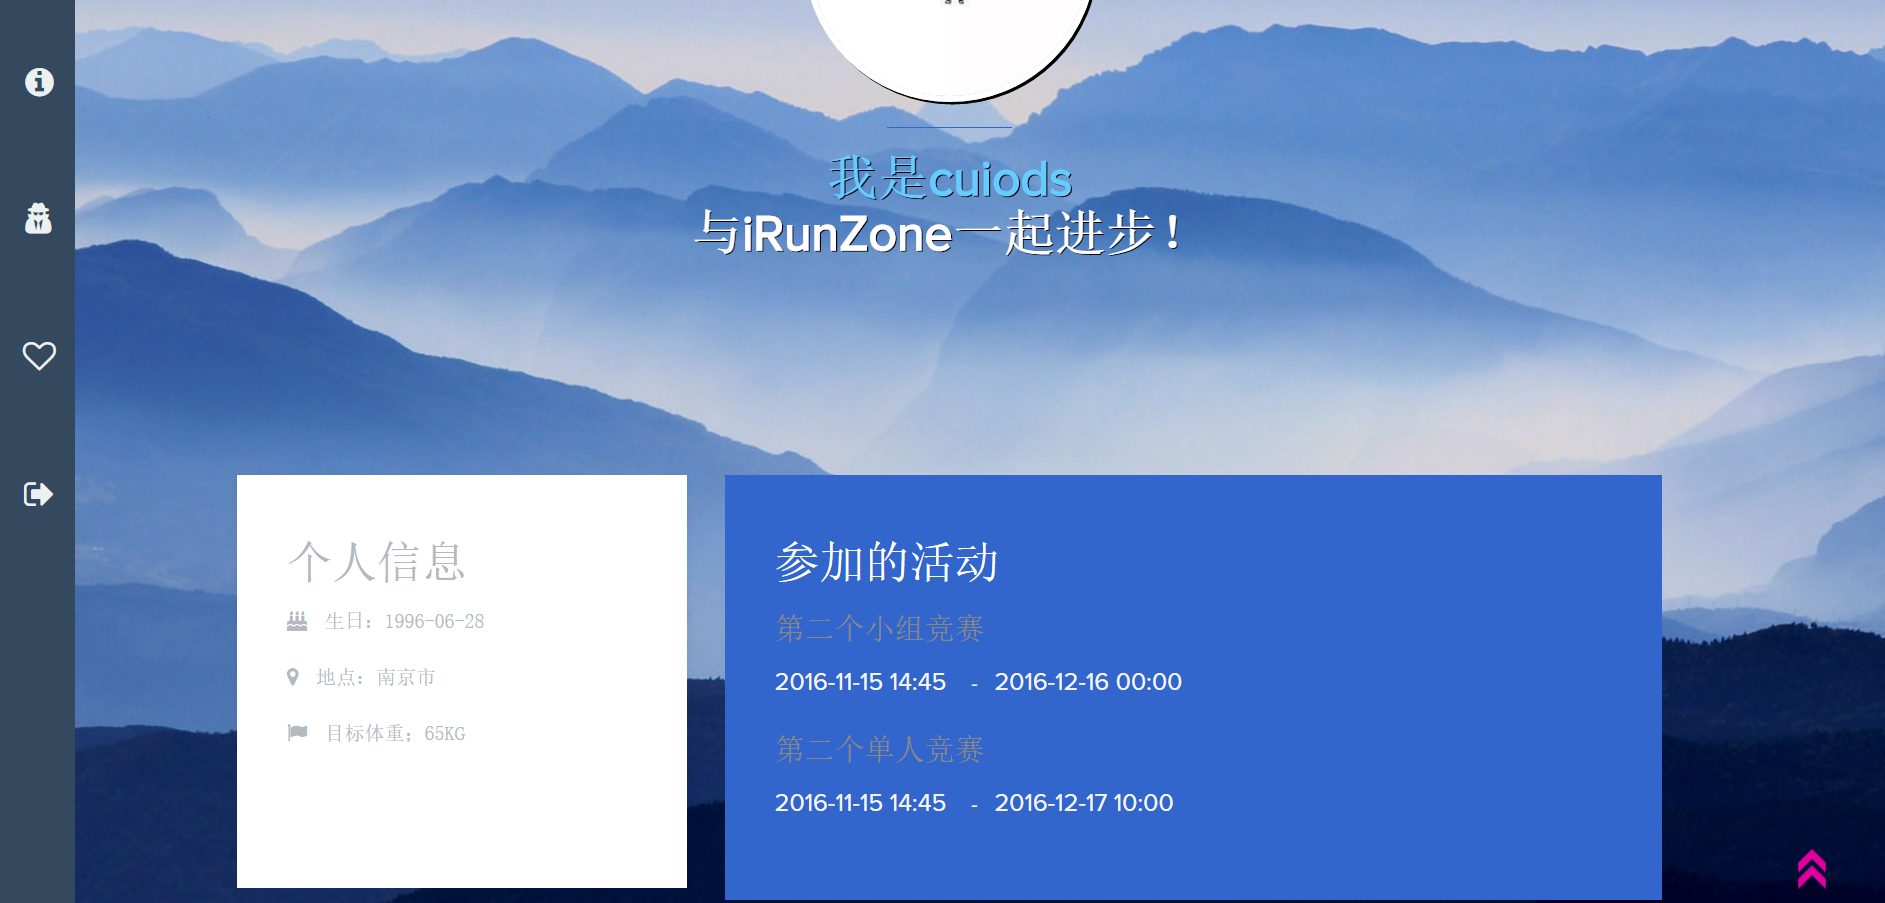 我是cuiods
与iRunZone一起进步！
个人信息
生日：1996-06-28
地点：南京市
目标体重；65KG
参加的活动
第二个小组竞赛
2016-11-15 14:45 - 2016-12-16 00:00
第二个单人竞赛
2016-11-15 14:45 - 2016-12-17 10:00